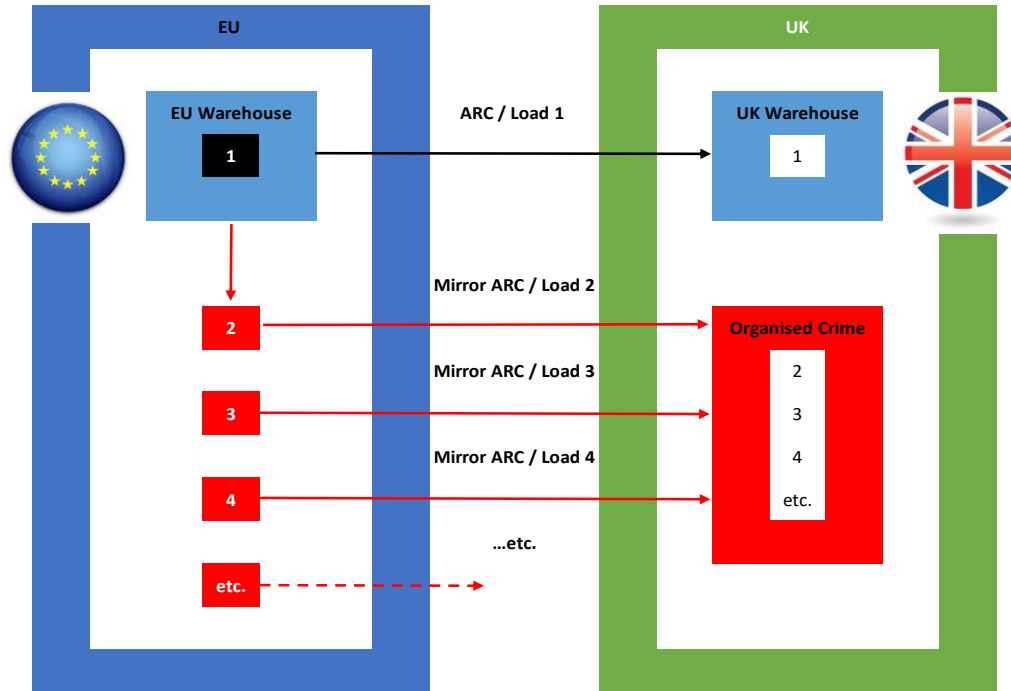 EU
UK
EU Warehouse
ARC / Load 1
UK Warehouse
1
1
Mirror ARC / Load 2
2
Organised Crime
Mirror ARC / Load 3
2
3
3
Mirror ARC / Load 4
4
4
etc.
...etc.
etc.